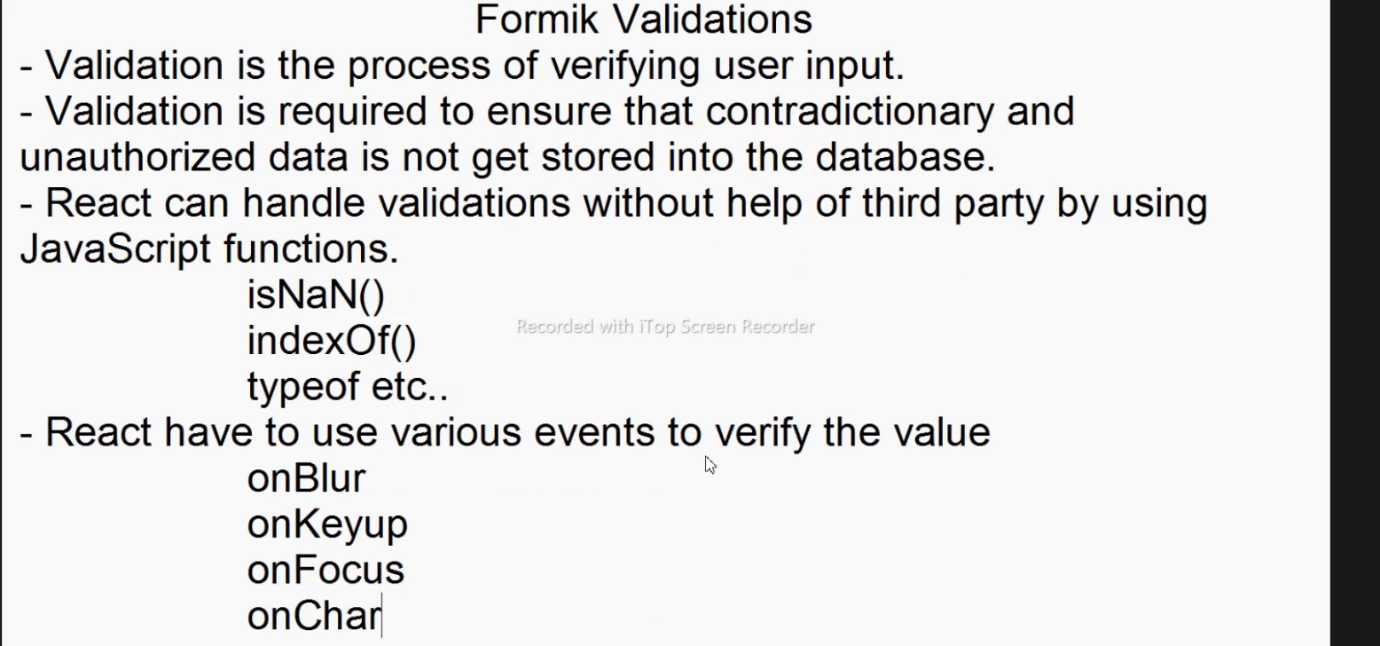 Formik Validations
- Validation is the process of verifying user input.
- Validation is required to ensure that contradictionary and
unauthorized data is not get stored into the database.
- React can handle validations without help of third party by using
JavaScript functions.
isNaN()
Recorded with iTop Screen Recorder
indexOf()
typeof etc..
- React have to use various events to verify the value
onBlur
onKeyup
onFocus
onChar